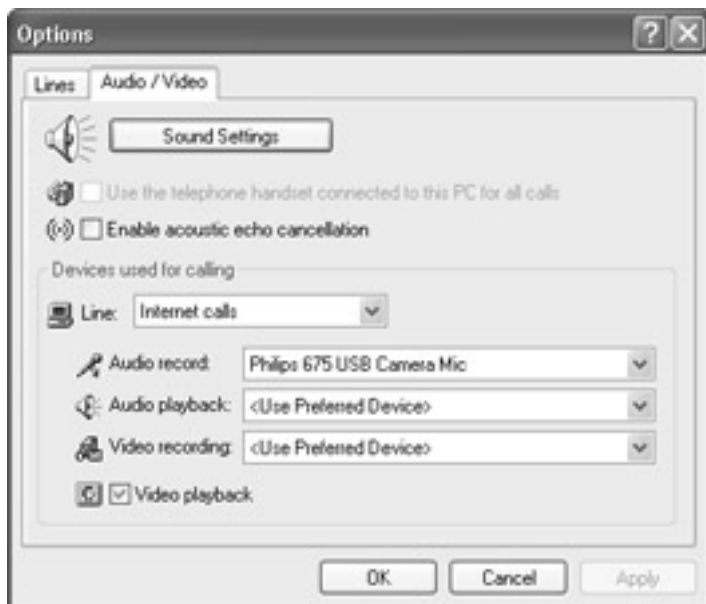 Options
Lines
Audio / Video
Sound Settings
Use the telephone handset connected to this PC for all calls
Enable acoustic echo cancellation
Devices used for calling
Line: Internet calls
Audio record: Philips 675 USB Camera Mic
Audio playback: <Use Preferred Device>
Video recording: <Use Preferred Device>
Video playback
OK Cancel Apply